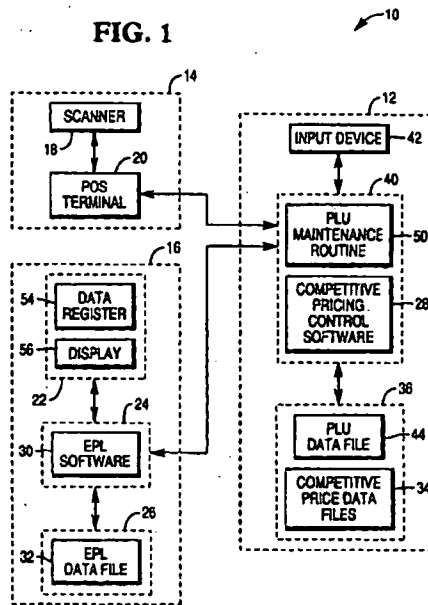 FIG. 1
10
14
SCANNER
18
20
POS
TERMINAL
12
INPUT DEVICE
42
40
PLU
MAINTENANCE
ROUTINE
50
COMPETITIVE
PRICING
CONTROL
SOFTWARE
28
16
54
DATA
REGISTER
56
DISPLAY
22
24
30
EPL
SOFTWARE
26
32
EPL
DATA FILE
36
PLU
DATA FILE
44
COMPETITIVE
PRICE DATA
FILES
34